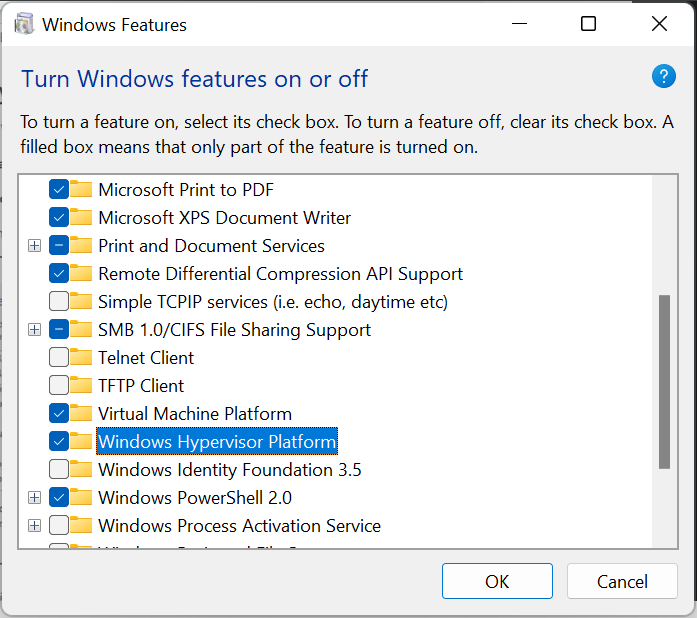 Windows Features
Turn Windows features on or off
?
To turn a feature on, select its check box. To turn a feature off, clear its check box. A
filled box means that only part of the feature is turned on.
Microsoft Print to PDF
Microsoft XPS Document Writer
Print and Document Services
Remote Differential Compression API Support
Simple TCPIP services (i.e. echo, daytime etc)
SMB 1.0/CIFS File Sharing Support
Telnet Client
TFTP Client
Virtual Machine Platform
Windows Hypervisor Platform
Windows Identity Foundation 3.5
Windows PowerShell 2.0
Windows Process Activation Service
OK Cancel